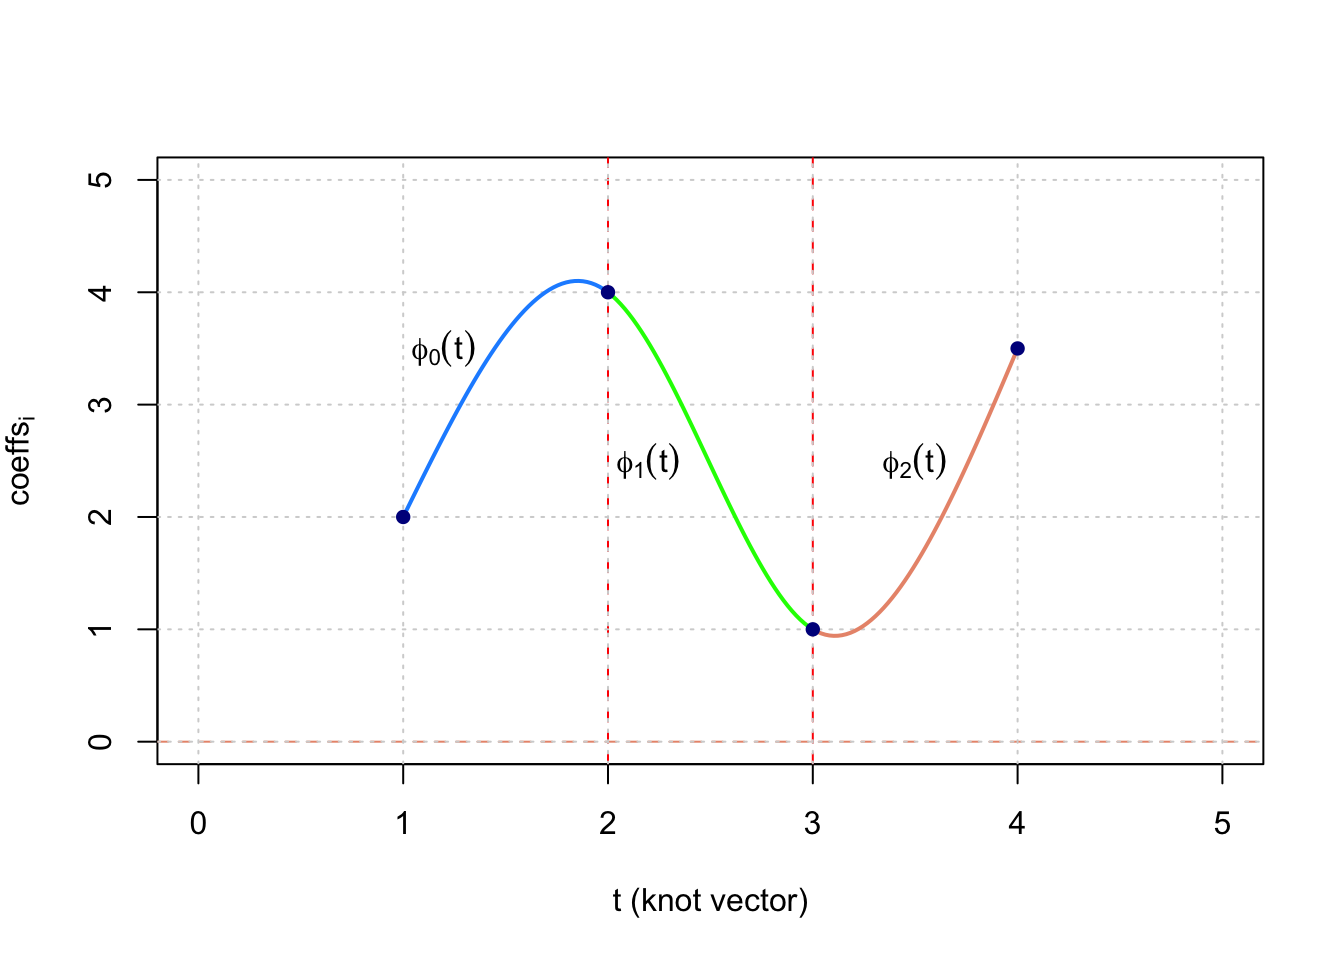 5
4
3
2
1
0
coeffsᵢ
ϕ₀(t)
ϕ₁(t)
ϕ₂(t)
0 1 2 3 4 5
t (knot vector)